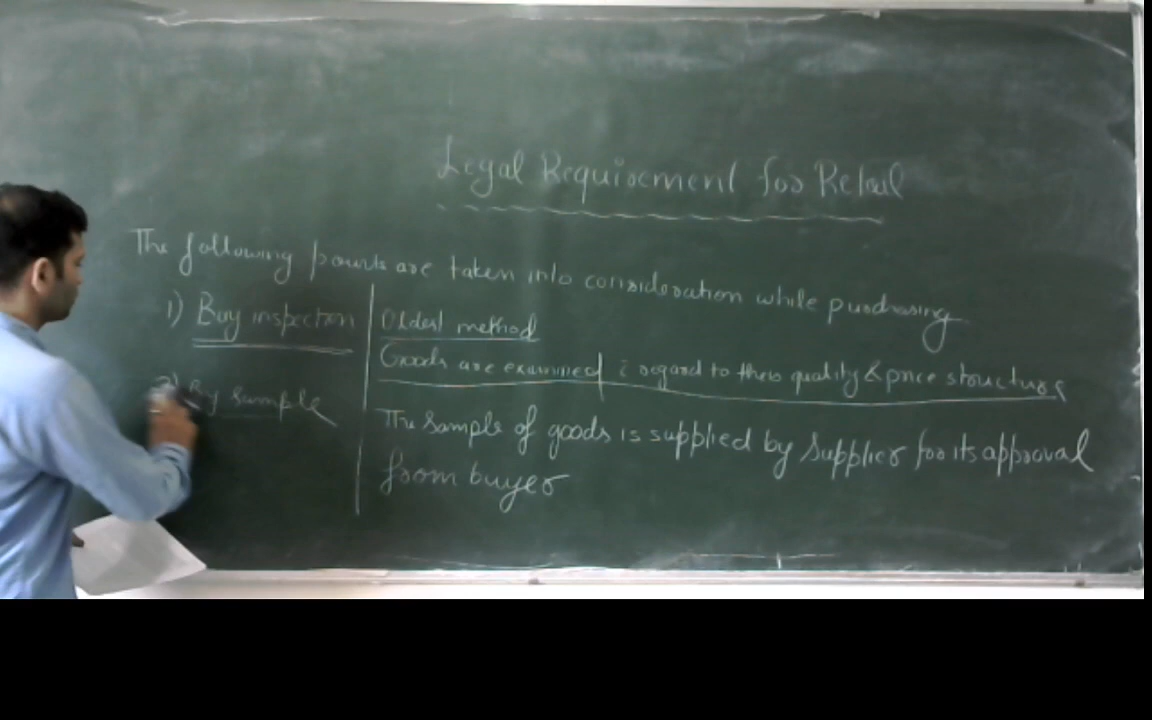 Legal Requirement for Retail
The following points are taken into consideration while purchasing
1) Buy inspection
Oldest method
Goods are examined c̄ regard to their quality & price structure
2) By sample
The sample of goods is supplied by supplier for its approval
from buyer